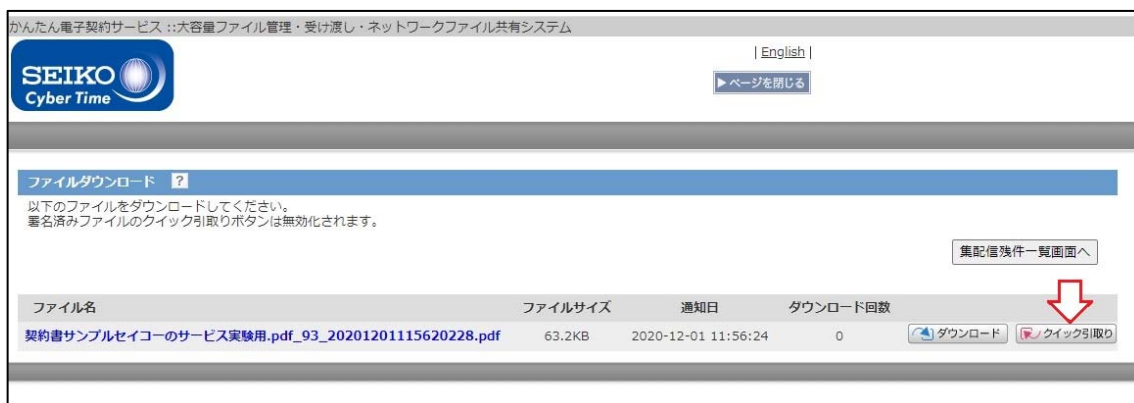 かんたん電子契約サービス ::大容量ファイル管理・受け渡し・ネットワークファイル共有システム
SEIKO
Cyber Time
| English |
▶ページを閉じる
ファイルダウンロード ?
以下のファイルをダウンロードしてください。
署名済みファイルのクイック引取りボタンは無効化されます。
集配信残件一覧画面へ
ファイル名 ファイルサイズ 通知日 ダウンロード回数
契約書サンプルセイコーのサービス実験用.pdf_93_20201201115620228.pdf 63.2KB 2020-12-01 11:56:24 0 ダウンロード クイック引取り